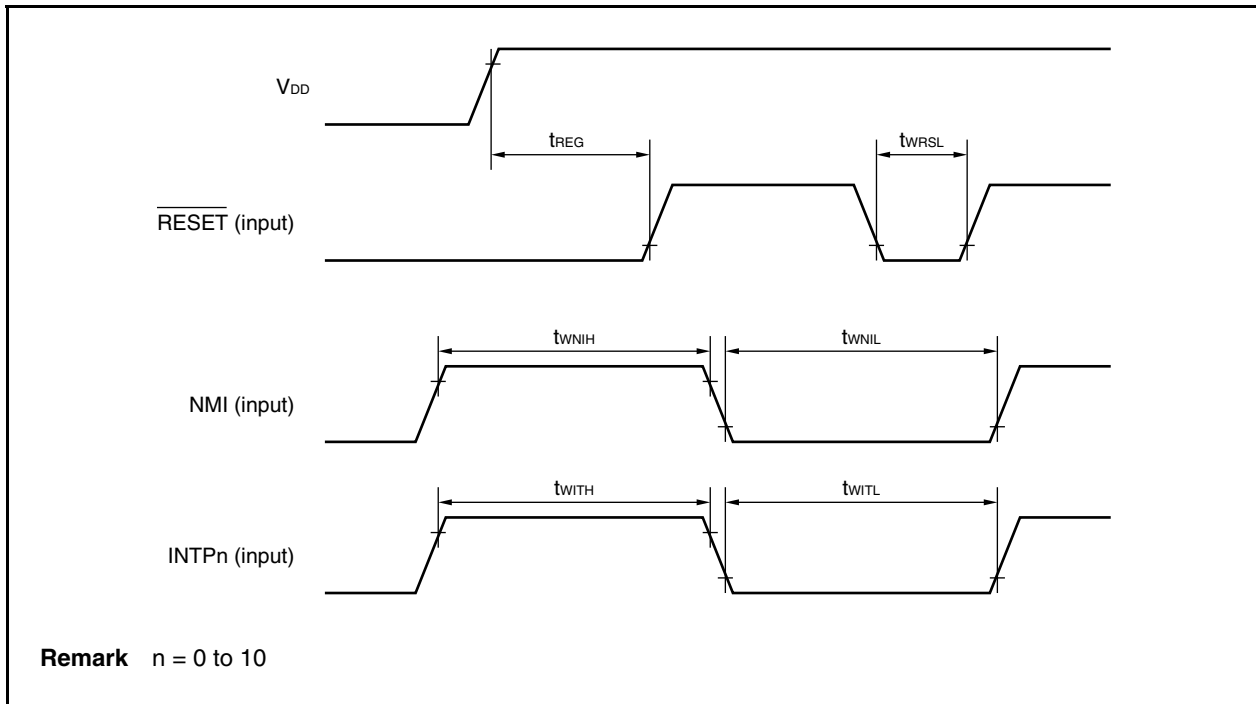 VDD
tREG
tWRSL
RESET (input)
tWNIH
tWNIL
NMI (input)
tWITH
tWITL
INTPn (input)
Remark n = 0 to 10